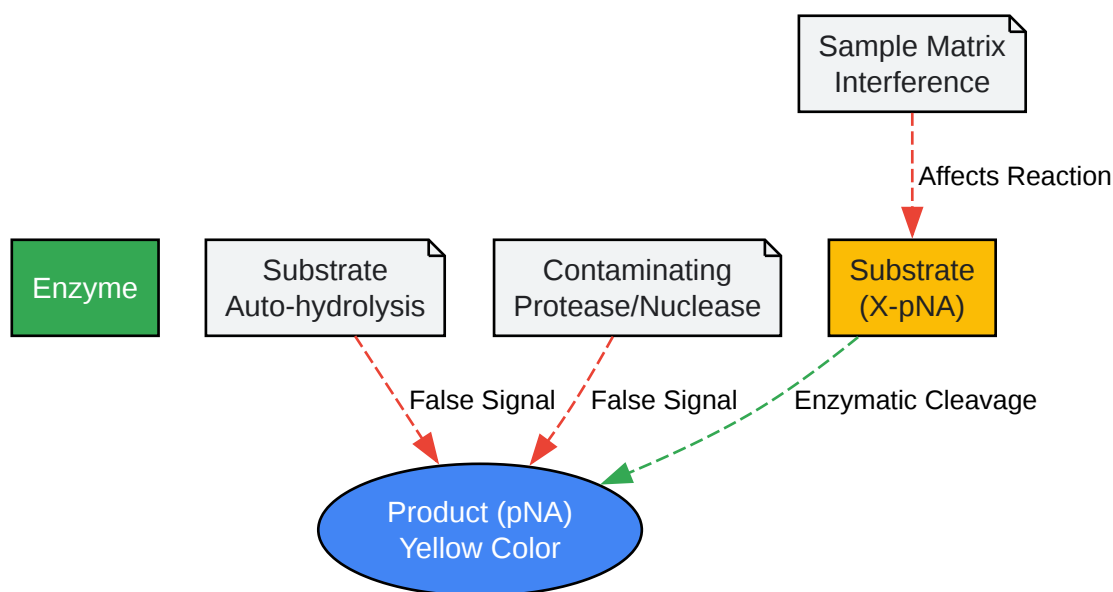 Sample Matrix
Interference
Affects Reaction
Enzyme
Substrate
Auto-hydrolysis
Contaminating
Protease/Nuclease
Substrate
(X-pNA)
False Signal
False Signal
Enzymatic Cleavage
Product (pNA)
Yellow Color